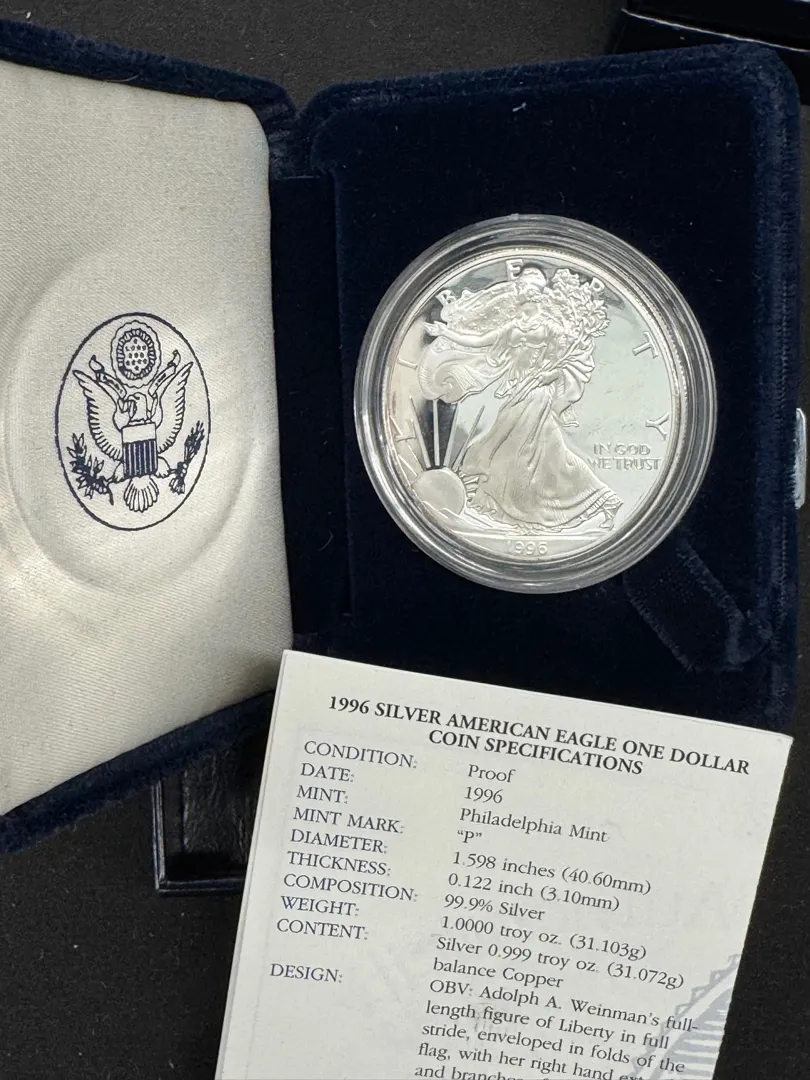 LIBERTY
IN GOD
WE TRUST
1996
1996 SILVER AMERICAN EAGLE ONE DOLLAR
COIN SPECIFICATIONS
CONDITION: Proof
DATE: 1996
MINT: Philadelphia Mint
MINT MARK: "P"
DIAMETER: 1.598 inches (40.60mm)
THICKNESS: 0.122 inch (3.10mm)
COMPOSITION: 99.9% Silver
WEIGHT: 1.0000 troy oz. (31.103g)
CONTENT: Silver 0.999 troy oz. (31.072g)
balance Copper
DESIGN: OBV: Adolph A. Weinman's full-
length figure of Liberty in full
stride, enveloped in folds of the
flag, with her right hand
and